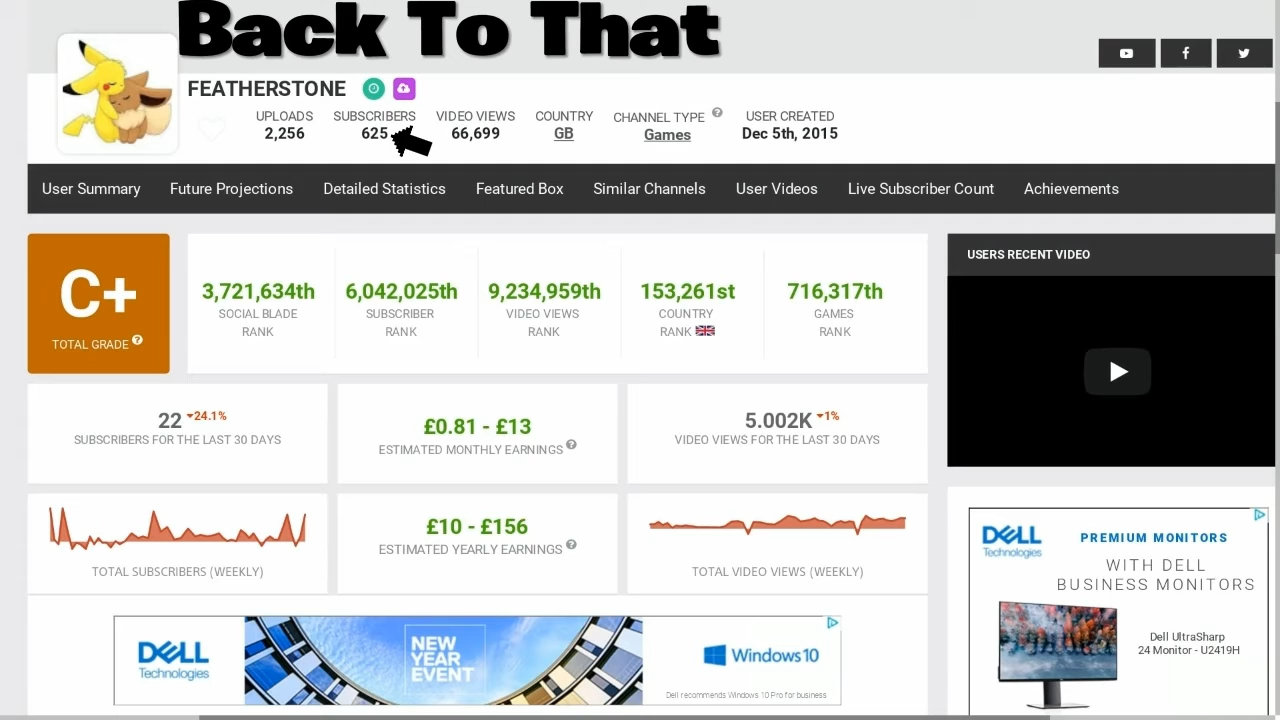 Back To That
FEATHERSTONE
UPLOADS
2,256
SUBSCRIBERS
625
VIDEO VIEWS
66,699
COUNTRY
GB
CHANNEL TYPE ?
Games
USER CREATED
Dec 5th, 2015
User Summary
Future Projections
Detailed Statistics
Featured Box
Similar Channels
User Videos
Live Subscriber Count
Achievements
C+
TOTAL GRADE ?
3,721,634th
SOCIAL BLADE
RANK
6,042,025th
SUBSCRIBER
RANK
9,234,959th
VIDEO VIEWS
RANK
153,261st
COUNTRY
RANK
716,317th
GAMES
RANK
USERS RECENT VIDEO
22 24.1%
SUBSCRIBERS FOR THE LAST 30 DAYS
£0.81 - £13
ESTIMATED MONTHLY EARNINGS ?
5.002K 1%
VIDEO VIEWS FOR THE LAST 30 DAYS
TOTAL SUBSCRIBERS (WEEKLY)
£10 - £156
ESTIMATED YEARLY EARNINGS ?
TOTAL VIDEO VIEWS (WEEKLY)
DELL
Technologies
PREMIUM MONITORS
WITH DELL
BUSINESS MONITORS
Dell UltraSharp
24 Monitor - U2419H
DELL
Technologies
NEW
YEAR
EVENT
Windows 10
Dell recommends Windows 10 Pro for business